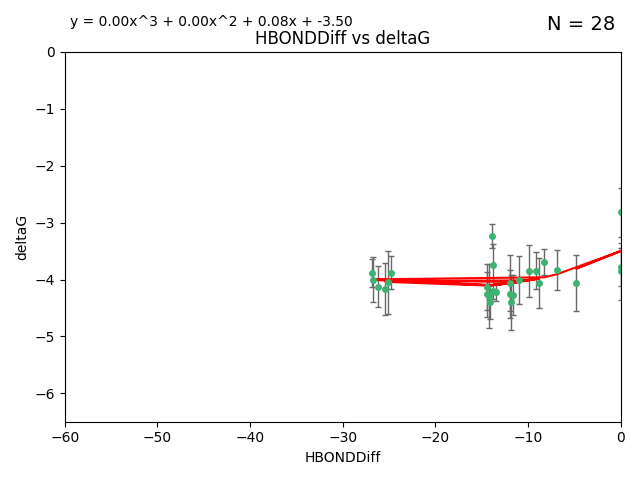 y = 0.00x^3 + 0.00x^2 + 0.08x + -3.50
N = 28
HBONDDiff vs deltaG
deltaG
0
−1
−2
−3
−4
−5
−6
−60
−50
−40
−30
−20
−10
0
HBONDDiff